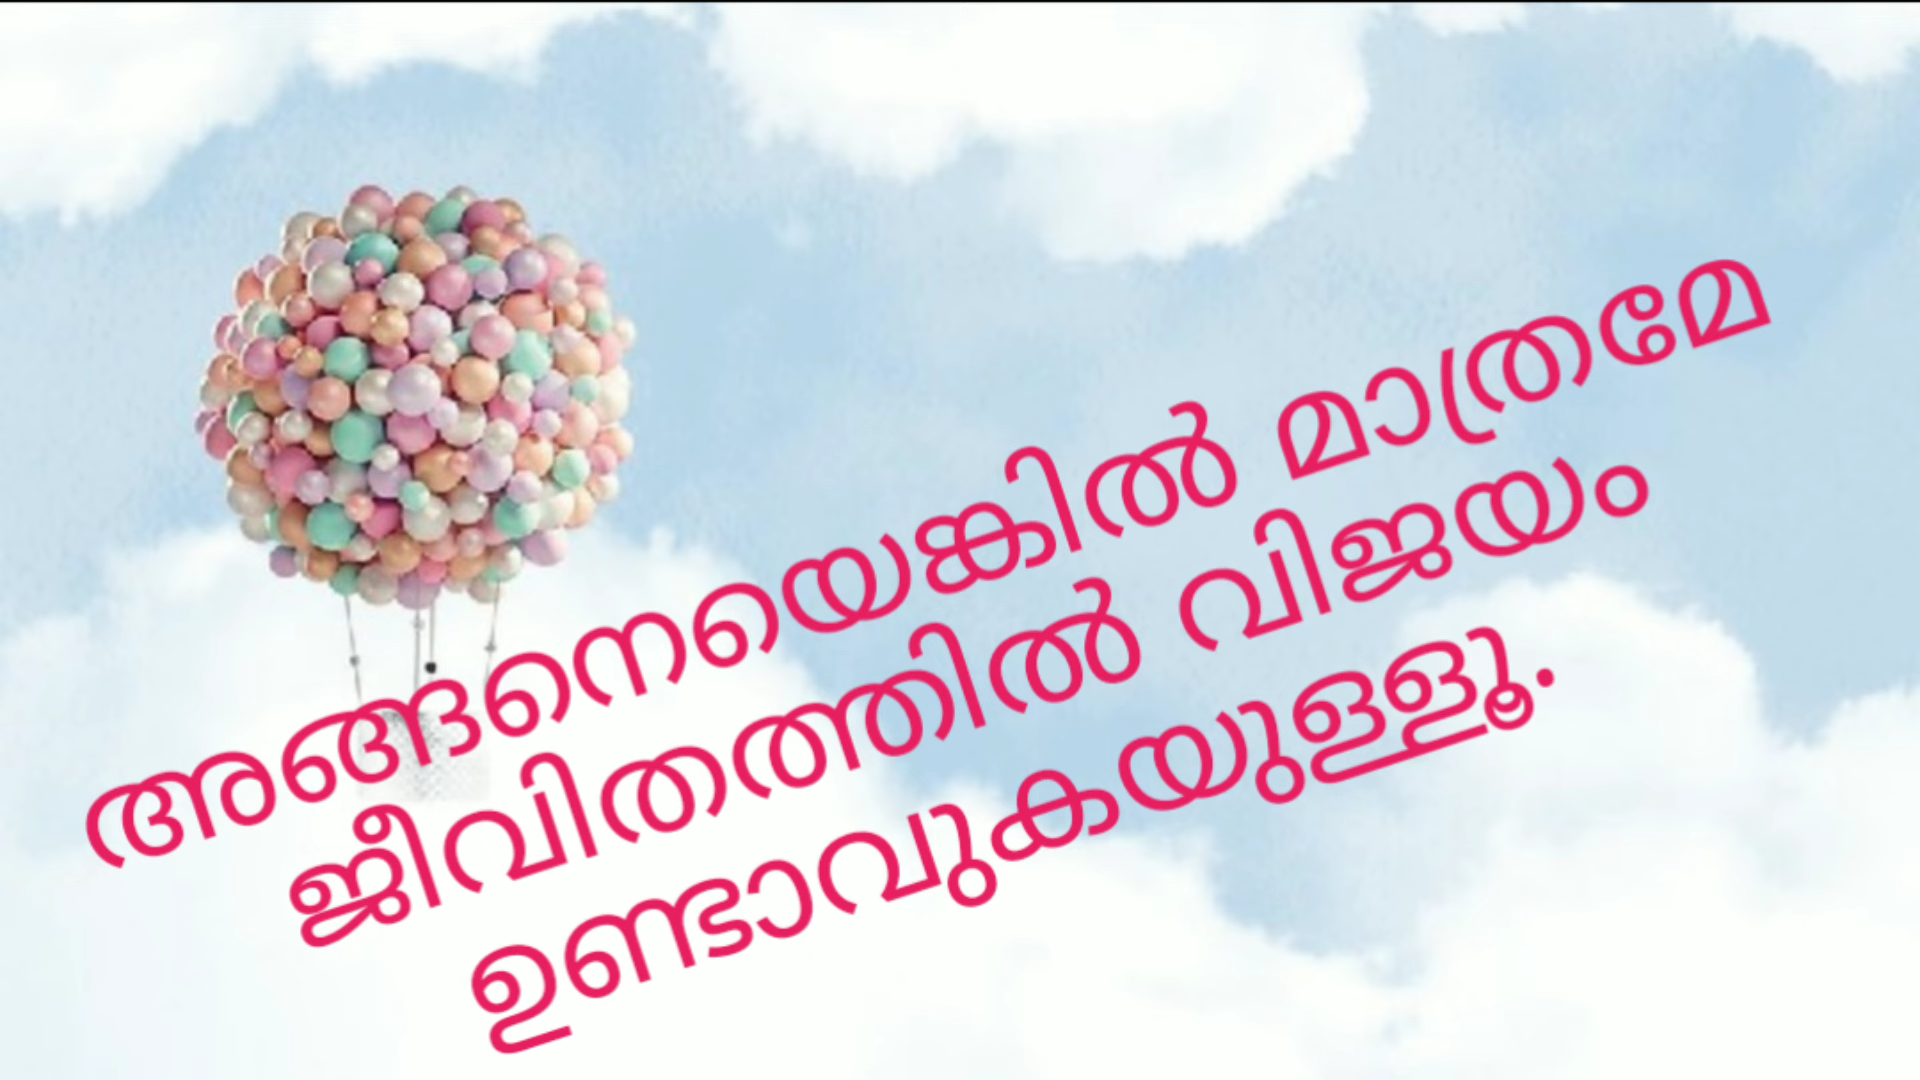 അങ്ങനെയെങ്കിൽ മാത്രമേ
ജീവിതത്തിൽ വിജയം
ഉണ്ടാവുകയുള്ളൂ.